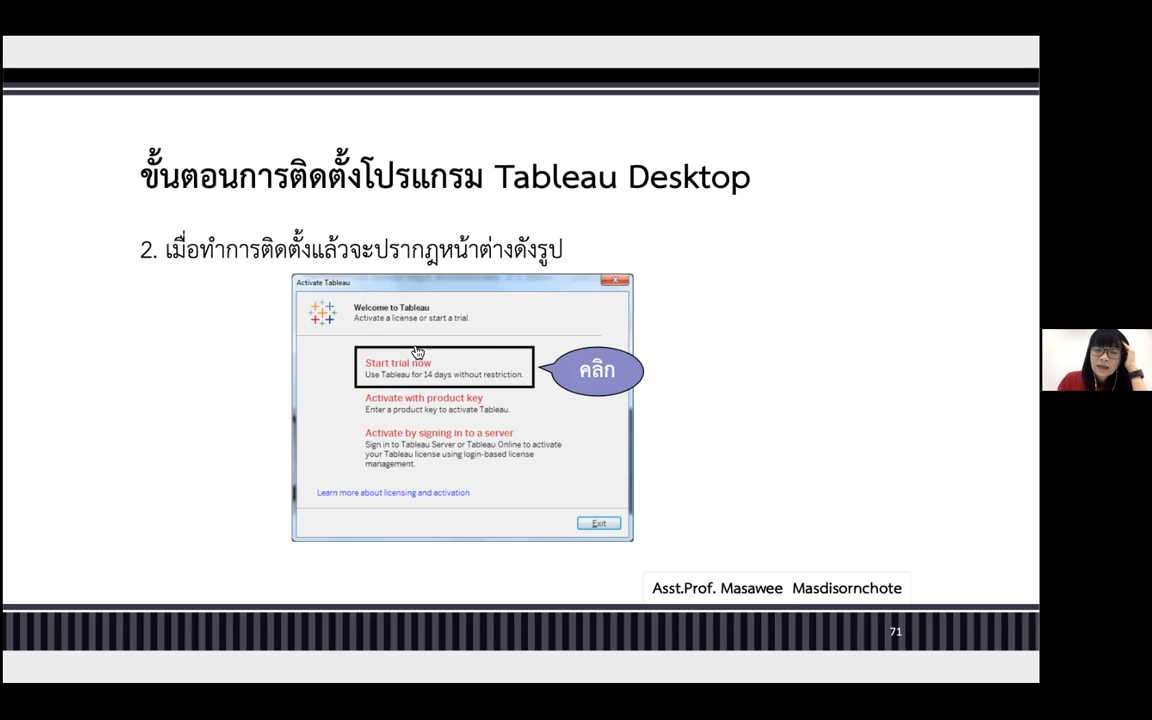 ขั้นตอนการติดตั้งโปรแกรม Tableau Desktop
2. เมื่อทำการติดตั้งแล้วจะปรากฎหน้าต่างดังรูป
Activate Tableau
Welcome to Tableau
Activate a license or start a trial.
Start trial now
Use Tableau for 14 days without restriction.
คลิก
Activate with product key
Enter a product key to activate Tableau.
Activate by signing in to a server
Sign in to Tableau Server or Tableau Online to activate
your Tableau license using login-based license
management.
Learn more about licensing and activation
Exit
Asst.Prof. Masawee Masdisornchote
71